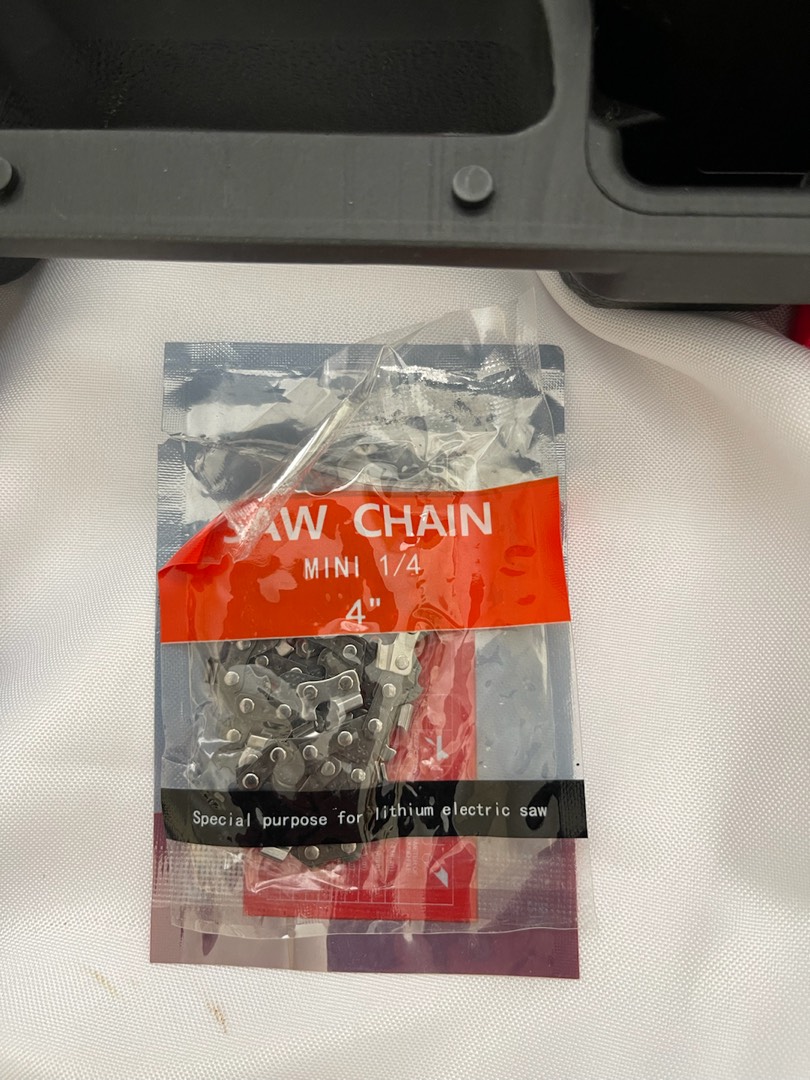 SAW CHAIN
MINI 1/4
4"
Special purpose for lithium electric saw